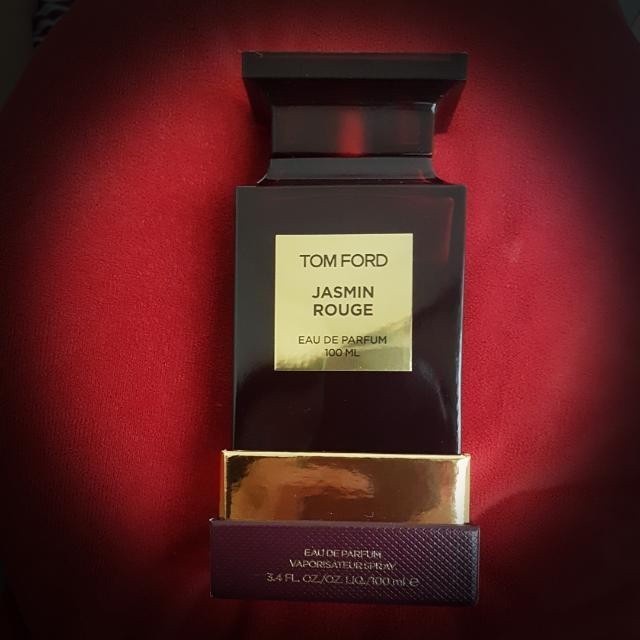 TOM FORD
JASMIN
ROUGE
EAU DE PARFUM
100 ML
EAU DE PARFUM
VAPORISATEUR SPRAY
3.4 FL. OZ./OZ. LIQ./100 ml ℮